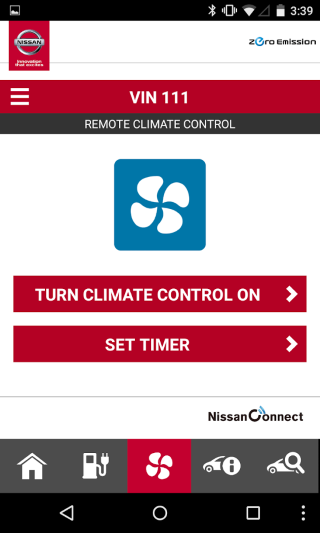 3:39
NISSAN
Innovation
that excites
Zero Emission
VIN 111
REMOTE CLIMATE CONTROL
TURN CLIMATE CONTROL ON
SET TIMER
NissanConnect